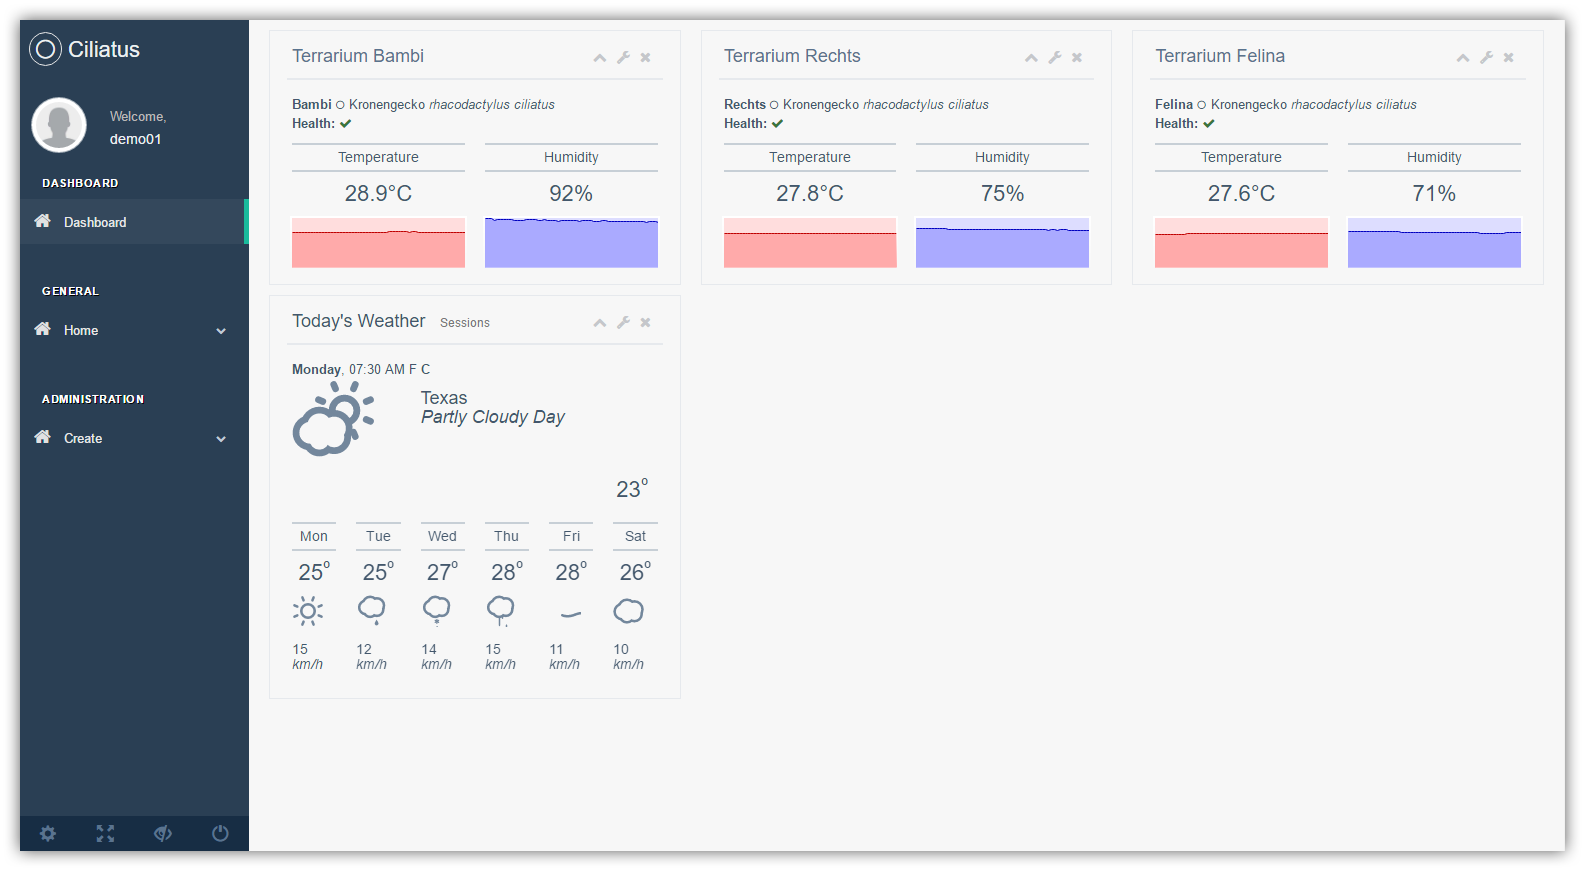 Ciliatus
Welcome,
demo01
DASHBOARD
Dashboard
GENERAL
Home
ADMINISTRATION
Create
Terrarium Bambi
Bambi Kronengecko rhacodactylus ciliatus
Health:
Temperature Humidity
28.9°C 92%
Terrarium Rechts
Rechts Kronengecko rhacodactylus ciliatus
Health:
Temperature Humidity
27.8°C 75%
Terrarium Felina
Felina Kronengecko rhacodactylus ciliatus
Health:
Temperature Humidity
27.6°C 71%
Today's Weather Sessions
Monday, 07:30 AM F C
Texas
Partly Cloudy Day
23°
Mon Tue Wed Thu Fri Sat
25° 25° 27° 28° 28° 26°
15 12 14 15 11 10
km/h km/h km/h km/h km/h km/h